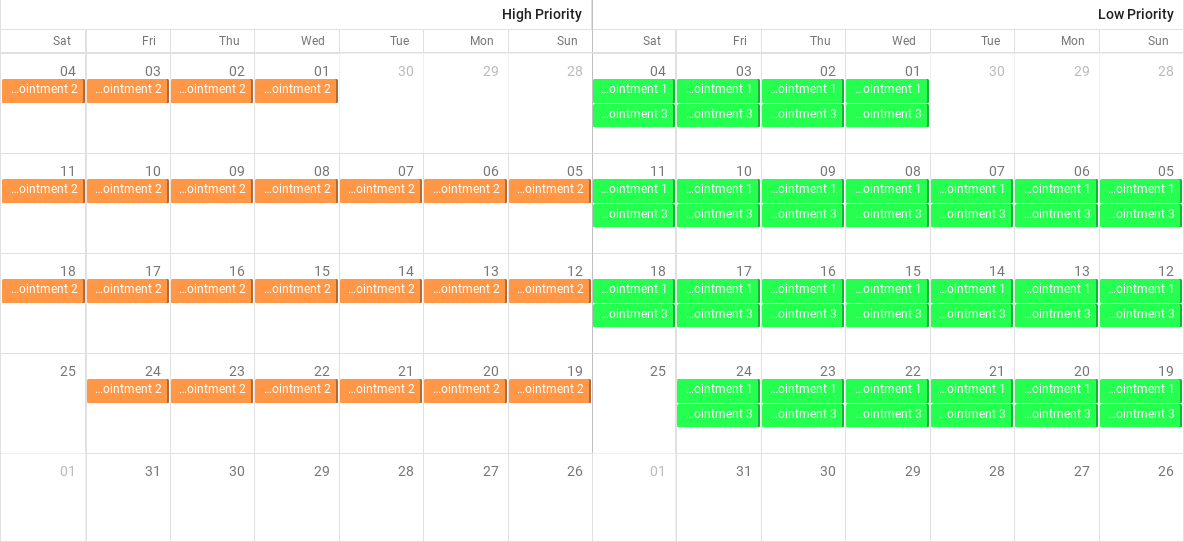 High Priority Low Priority
Sat Fri Thu Wed Tue Mon Sun Sat Fri Thu Wed Tue Mon Sun
04 03 02 01 30 29 28 04 03 02 01 30 29 28
...ointment 2 ...ointment 2 ...ointment 2 ...ointment 2 ...ointment 1 ...ointment 1 ...ointment 1 ...ointment 1
...ointment 3 ...ointment 3 ...ointment 3 ...ointment 3
11 10 09 08 07 06 05 11 10 09 08 07 06 05
...ointment 2 ...ointment 2 ...ointment 2 ...ointment 2 ...ointment 2 ...ointment 2 ...ointment 2 ...ointment 1 ...ointment 1 ...ointment 1 ...ointment 1 ...ointment 1 ...ointment 1 ...ointment 1
...ointment 3 ...ointment 3 ...ointment 3 ...ointment 3 ...ointment 3 ...ointment 3 ...ointment 3
18 17 16 15 14 13 12 18 17 16 15 14 13 12
...ointment 2 ...ointment 2 ...ointment 2 ...ointment 2 ...ointment 2 ...ointment 2 ...ointment 2 ...ointment 1 ...ointment 1 ...ointment 1 ...ointment 1 ...ointment 1 ...ointment 1 ...ointment 1
...ointment 3 ...ointment 3 ...ointment 3 ...ointment 3 ...ointment 3 ...ointment 3 ...ointment 3
25 24 23 22 21 20 19 25 24 23 22 21 20 19
...ointment 2 ...ointment 2 ...ointment 2 ...ointment 2 ...ointment 2 ...ointment 2 ...ointment 1 ...ointment 1 ...ointment 1 ...ointment 1 ...ointment 1 ...ointment 1
...ointment 3 ...ointment 3 ...ointment 3 ...ointment 3 ...ointment 3 ...ointment 3
01 31 30 29 28 27 26 01 31 30 29 28 27 26